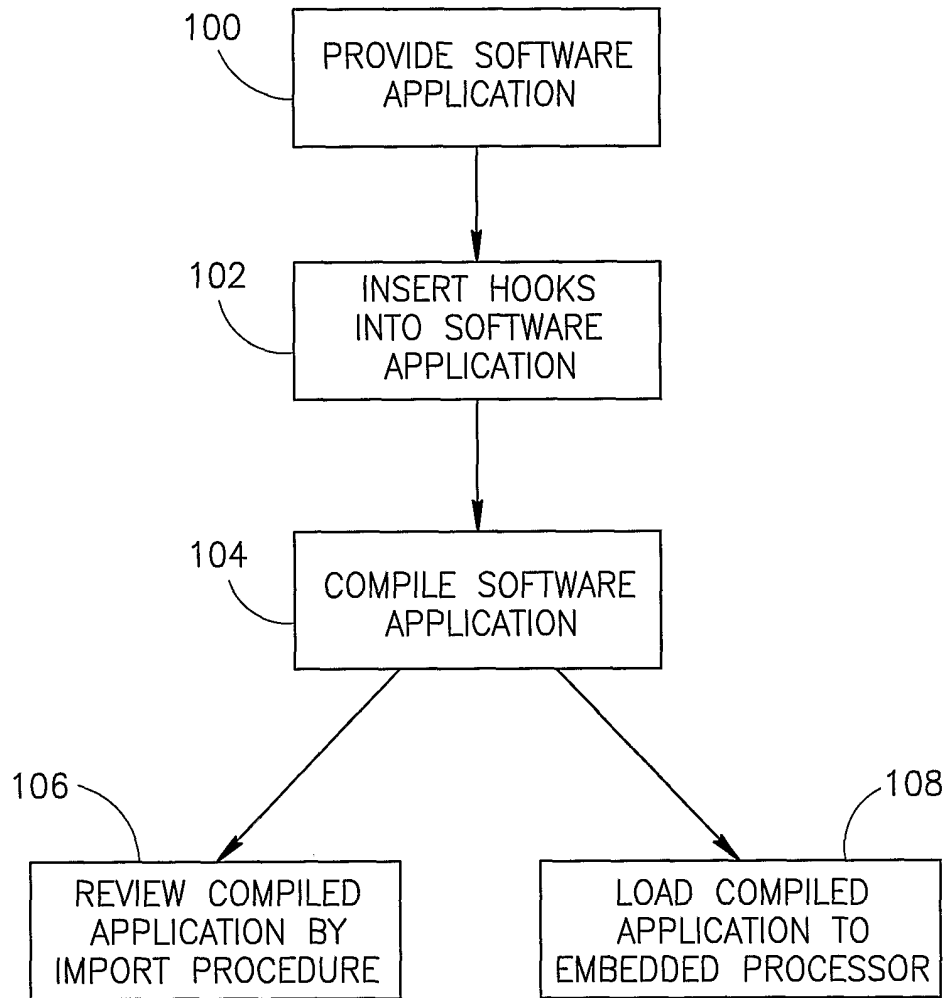 100
PROVIDE SOFTWARE
APPLICATION
102
INSERT HOOKS
INTO SOFTWARE
APPLICATION
104
COMPILE SOFTWARE
APPLICATION
106
REVIEW COMPILED
APPLICATION BY
IMPORT PROCEDURE
108
LOAD COMPILED
APPLICATION TO
EMBEDDED PROCESSOR